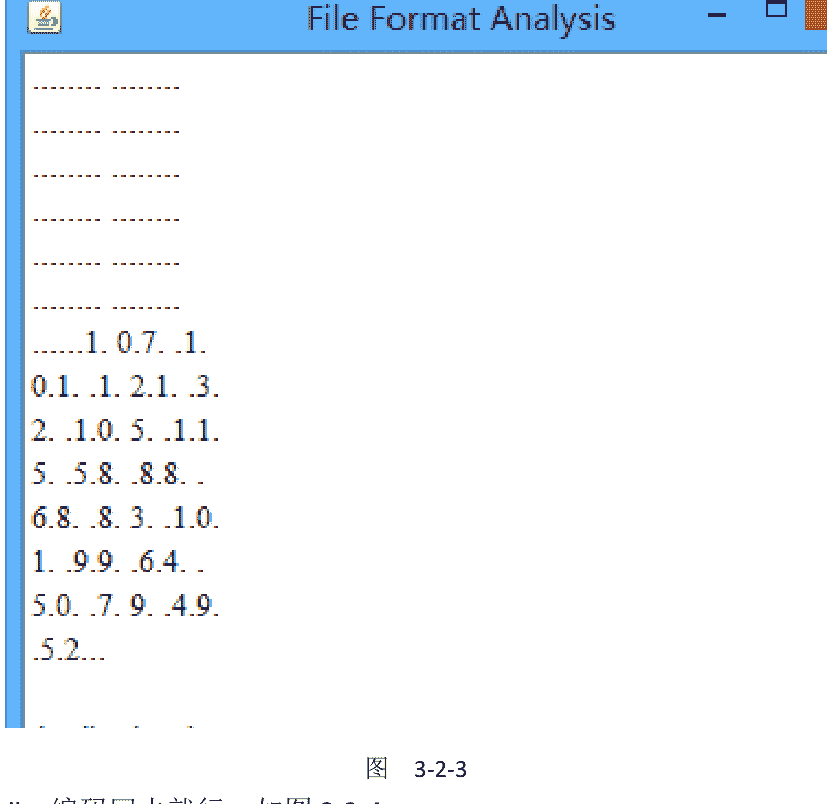 File Format Analysis
........ ........
........ ........
........ ........
........ ........
........ ........
........ ........
......1. 0.7. .1.
0.1. .1. 2.1. .3.
2. .1.0. 5. .1.1.
5. .5.8. .8.8. .
6.8. .8. 3. .1.0.
1. .9.9. .6.4. .
5.0. .7. 9. .4.9.
.5.2...
图 3-2-3